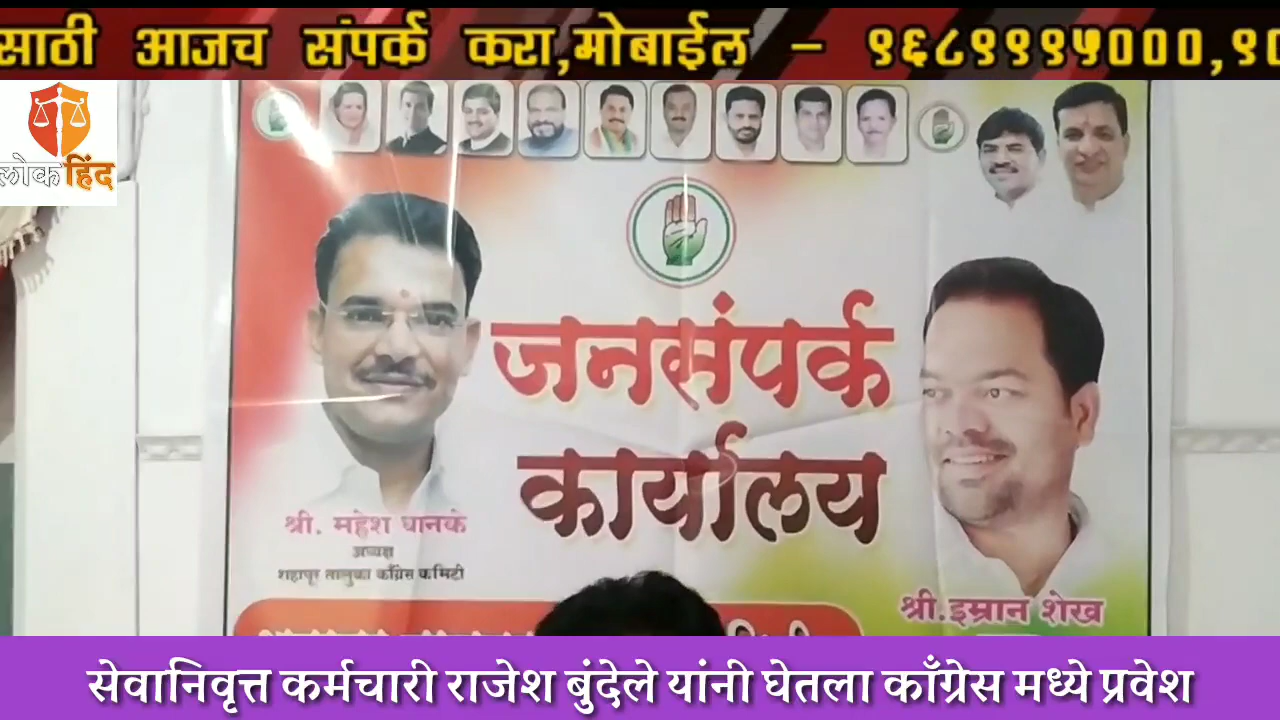 साठी आजच संपर्क करा,मोबाईल – ९६८९९९५०००,९०
लोकहिंद
जनसंपर्क
कार्यालय
श्री. महेश धानके
अध्यक्ष
शहापूर तालुका काँग्रेस कमिटी
श्री.इम्रान शेख
सेवानिवृत्त कर्मचारी राजेश बुंदेले यांनी घेतला काँग्रेस मध्ये प्रवेश